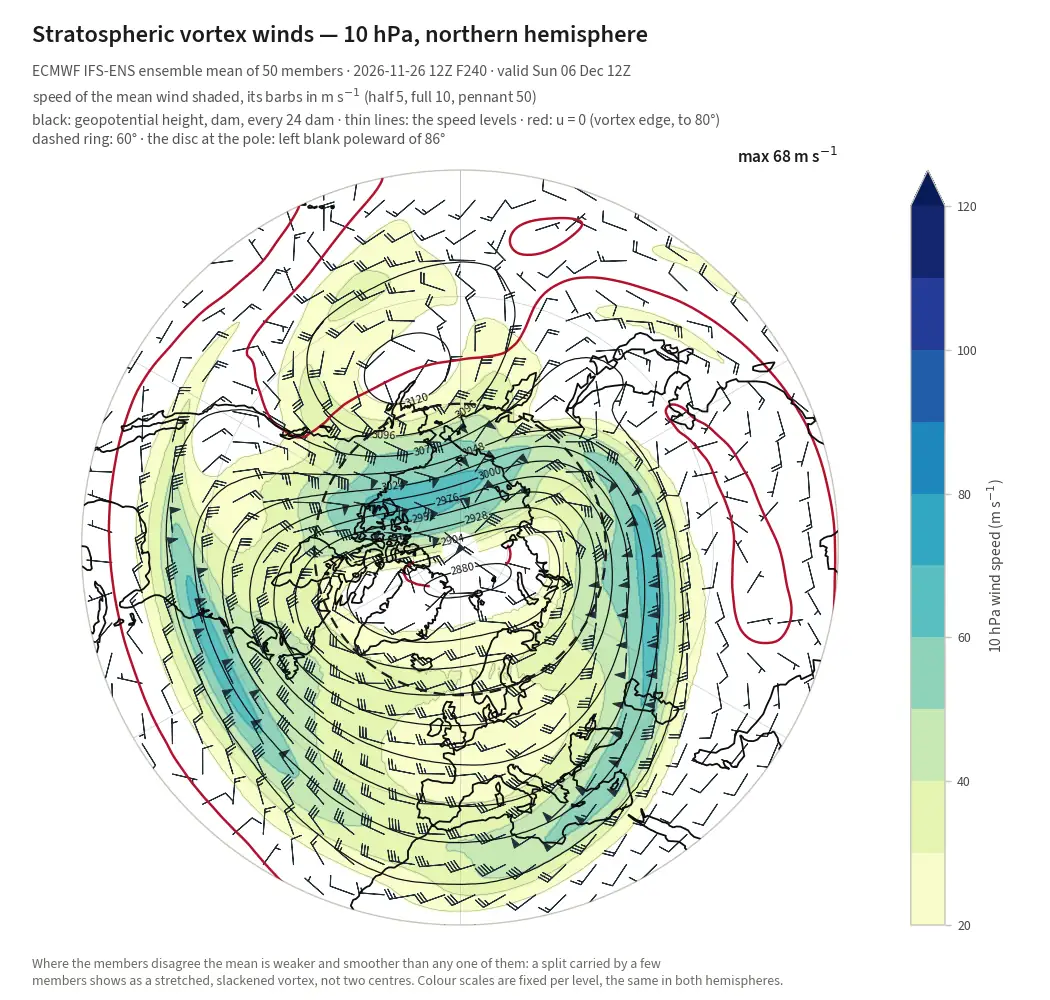 Stratospheric vortex winds — 10 hPa, northern hemisphere
ECMWF IFS-ENS ensemble mean of 50 members · 2026-11-26 12Z F240 · valid Sun 06 Dec 12Z
speed of the mean wind shaded, its barbs in m s⁻¹ (half 5, full 10, pennant 50)
black: geopotential height, dam, every 24 dam · thin lines: the speed levels · red: u = 0 (vortex edge, to 80°)
dashed ring: 60° · the disc at the pole: left blank poleward of 86°
max 68 m s⁻¹
120
100
80
60
40
20
10 hPa wind speed (m s⁻¹)
3120
3096
3096
3048
3000
2976
2928
2904
2880
Where the members disagree the mean is weaker and smoother than any one of them: a split carried by a few
members shows as a stretched, slackened vortex, not two centres. Colour scales are fixed per level, the same in both hemispheres.